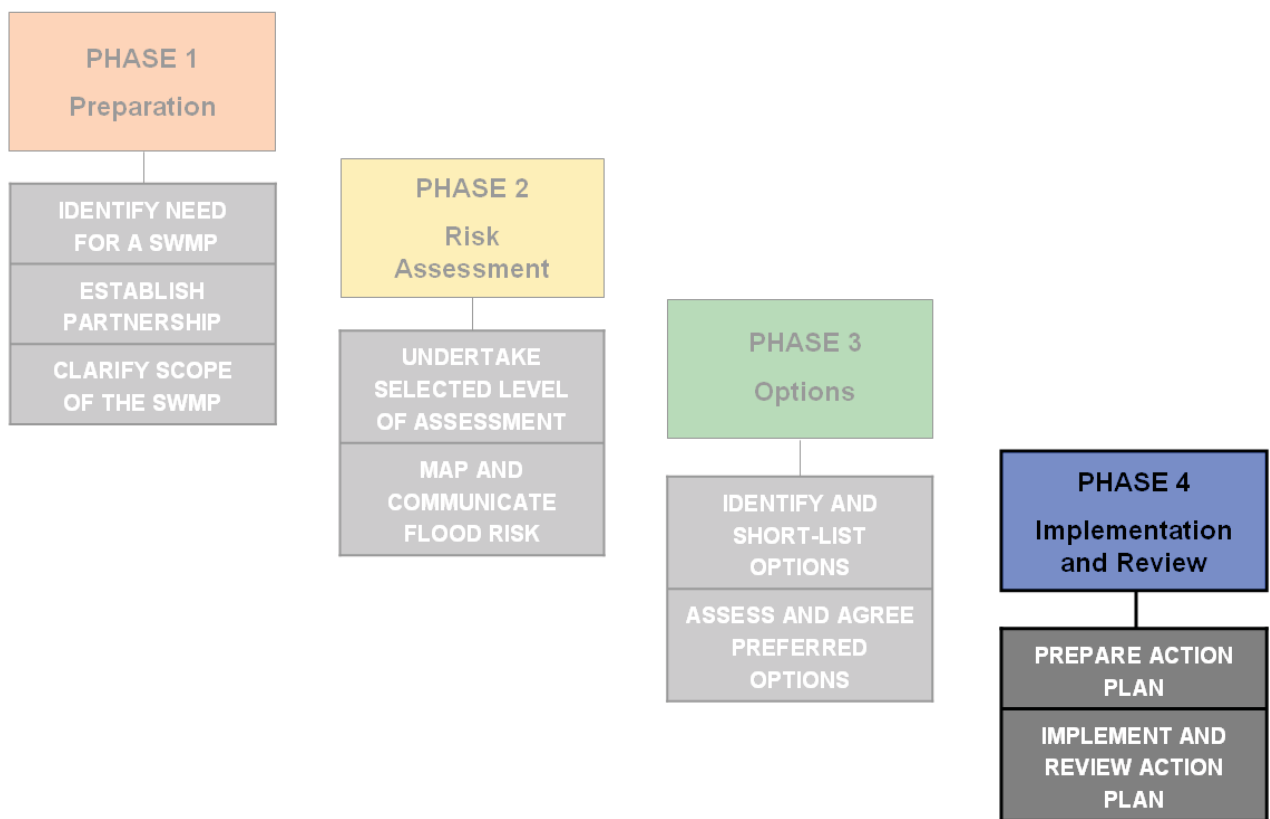 PHASE 1
Preparation
IDENTIFY NEED
FOR A SWMP
ESTABLISH
PARTNERSHIP
CLARIFY SCOPE
OF THE SWMP
PHASE 2
Risk
Assessment
UNDERTAKE
SELECTED LEVEL
OF ASSESSMENT
MAP AND
COMMUNICATE
FLOOD RISK
PHASE 3
Options
IDENTIFY AND
SHORT-LIST
OPTIONS
ASSESS AND AGREE
PREFERRED
OPTIONS
PHASE 4
Implementation
and Review
PREPARE ACTION
PLAN
IMPLEMENT AND
REVIEW ACTION
PLAN